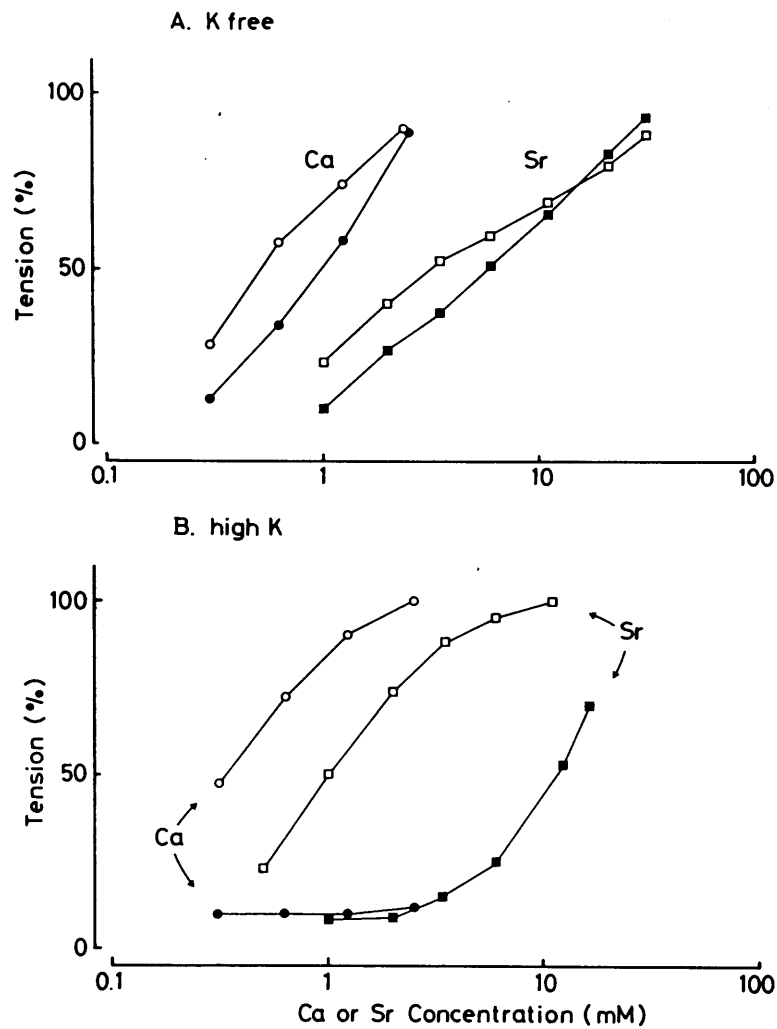 A. K free
100
Ca
Sr
Tension (%)
50
0
0.1
1
10
100
B. high K
100
Sr
Tension (%)
50
Ca
0
0.1
1
10
100
Ca or Sr Concentration (mM)